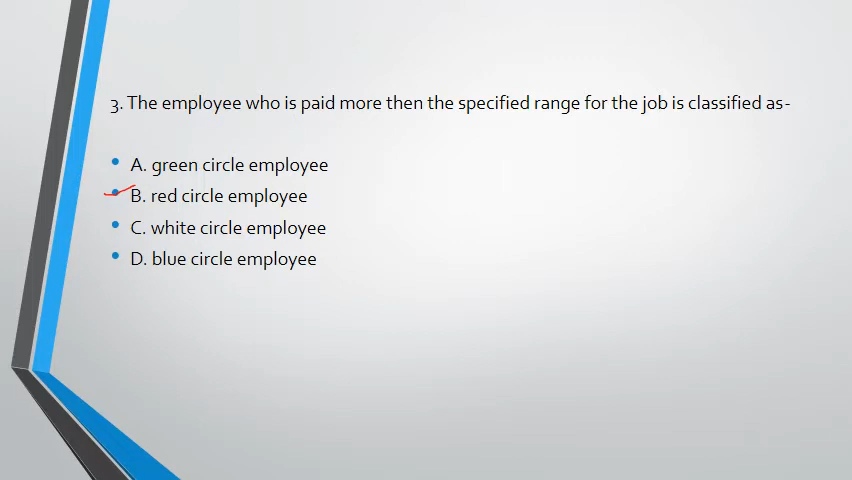 3. The employee who is paid more then the specified range for the job is classified as-
A. green circle employee
B. red circle employee
C. white circle employee
D. blue circle employee